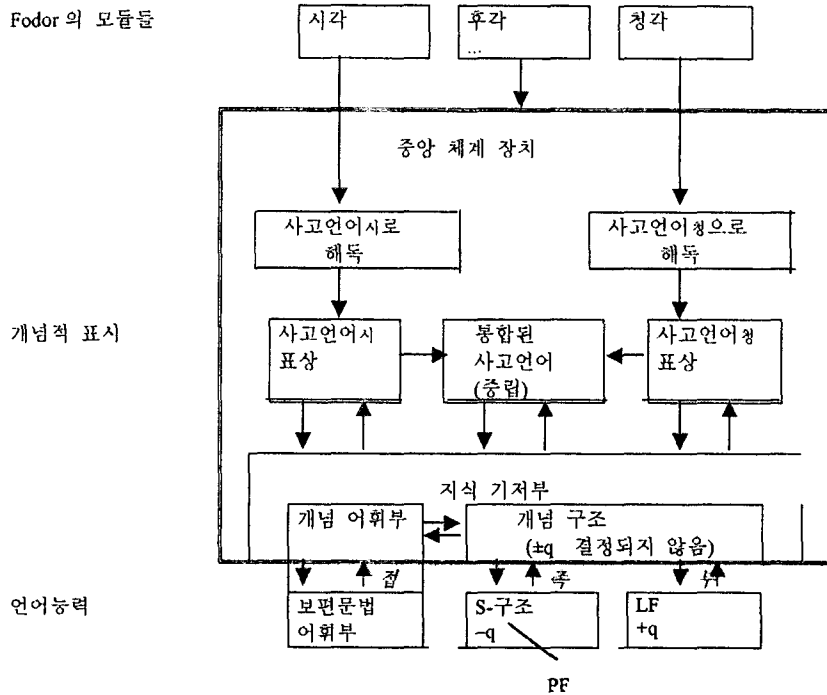 Fodor의 모듈들
시각
후각
...
청각
중앙 체계 장치
사고언어시로
해독
사고언어청으로
해독
개념적 표시
사고언어시
표상
통합된
사고언어
(중립)
사고언어청
표상
지식 기저부
개념 어휘부
개념 구조
(±q 결정되지 않음)
접
언어능력
보편문법
어휘부
S-구조
–q
LF
+q
PF